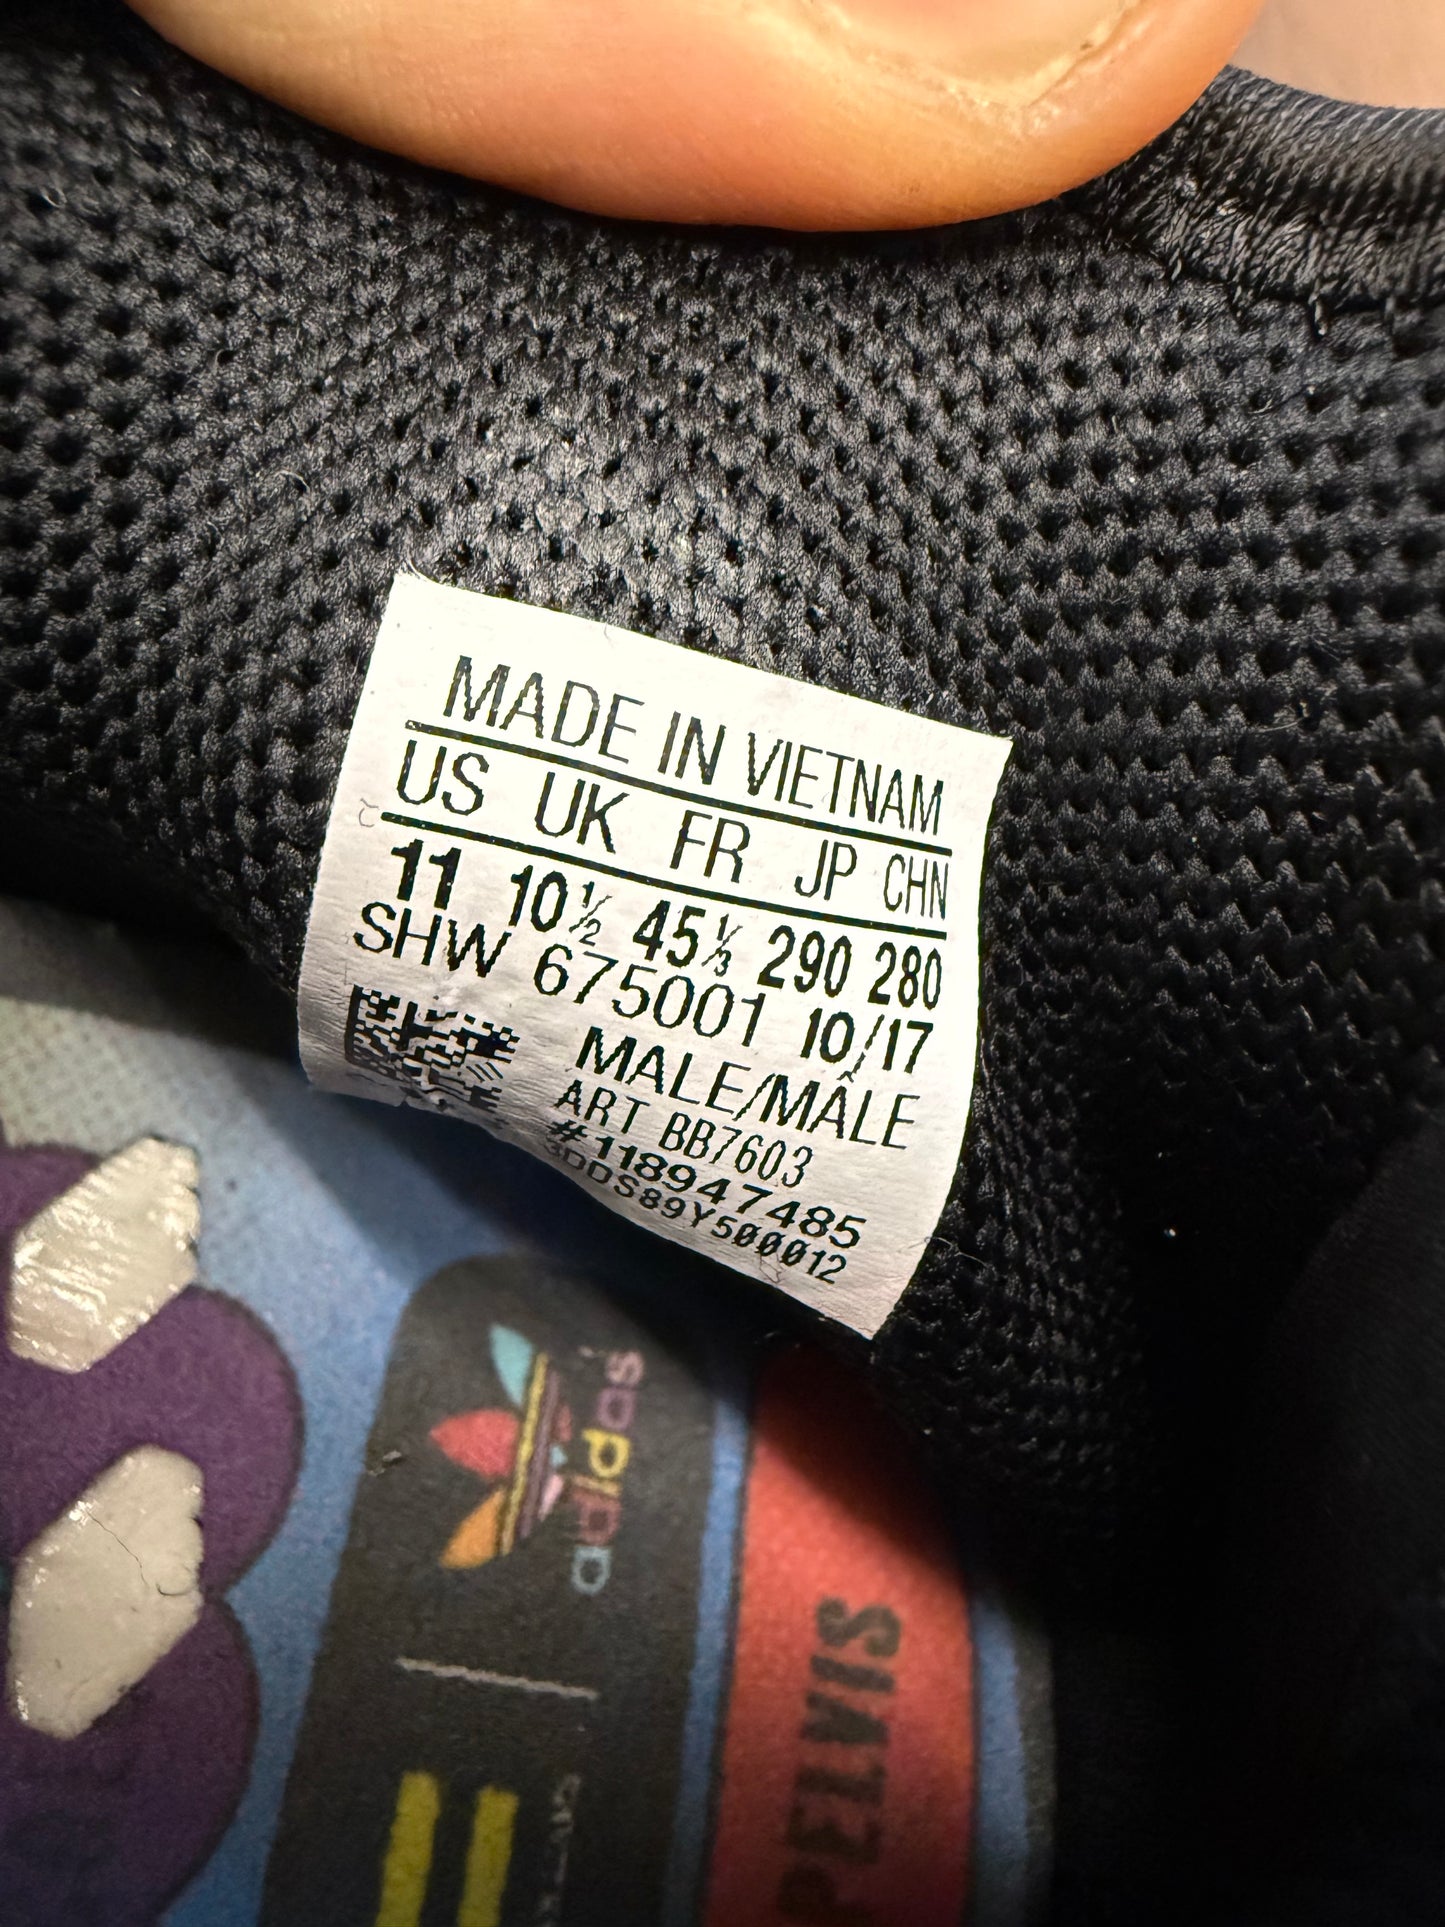 MADE IN VIETNAM
US UK FR JP CHN
11 10½ 45⅓ 290 280
SHW 675001 10/17
MALE/MÂLE
ART BB7603
#118947485
3DDS89Y500012
adidas
PELVIS